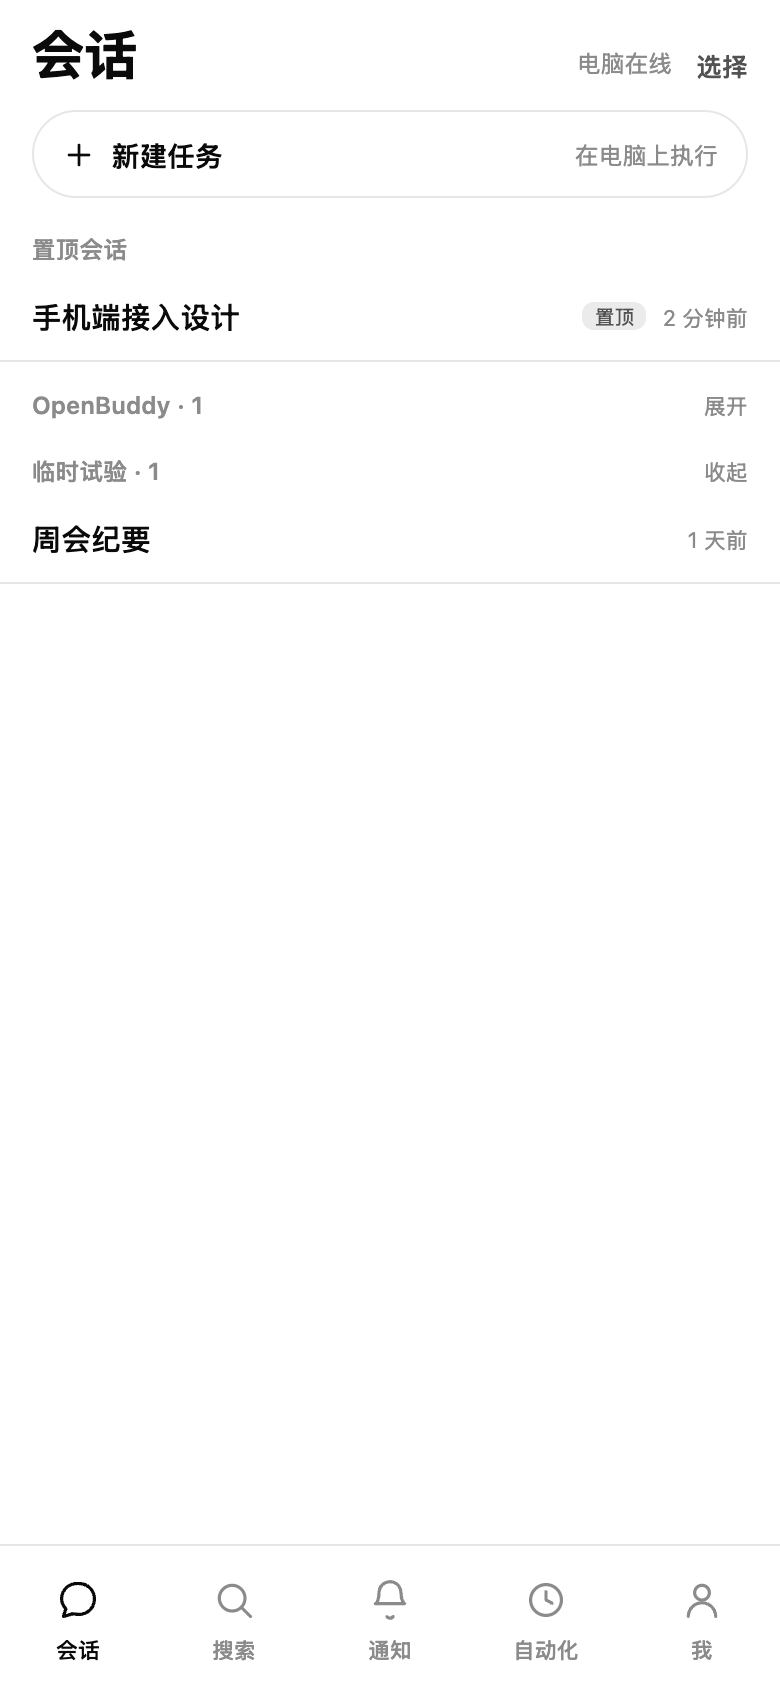 会话
电脑在线 选择
新建任务 在电脑上执行
置顶会话
手机端接入设计 置顶 2 分钟前
OpenBuddy · 1 展开
临时试验 · 1 收起
周会纪要 1 天前
会话 搜索 通知 自动化 我